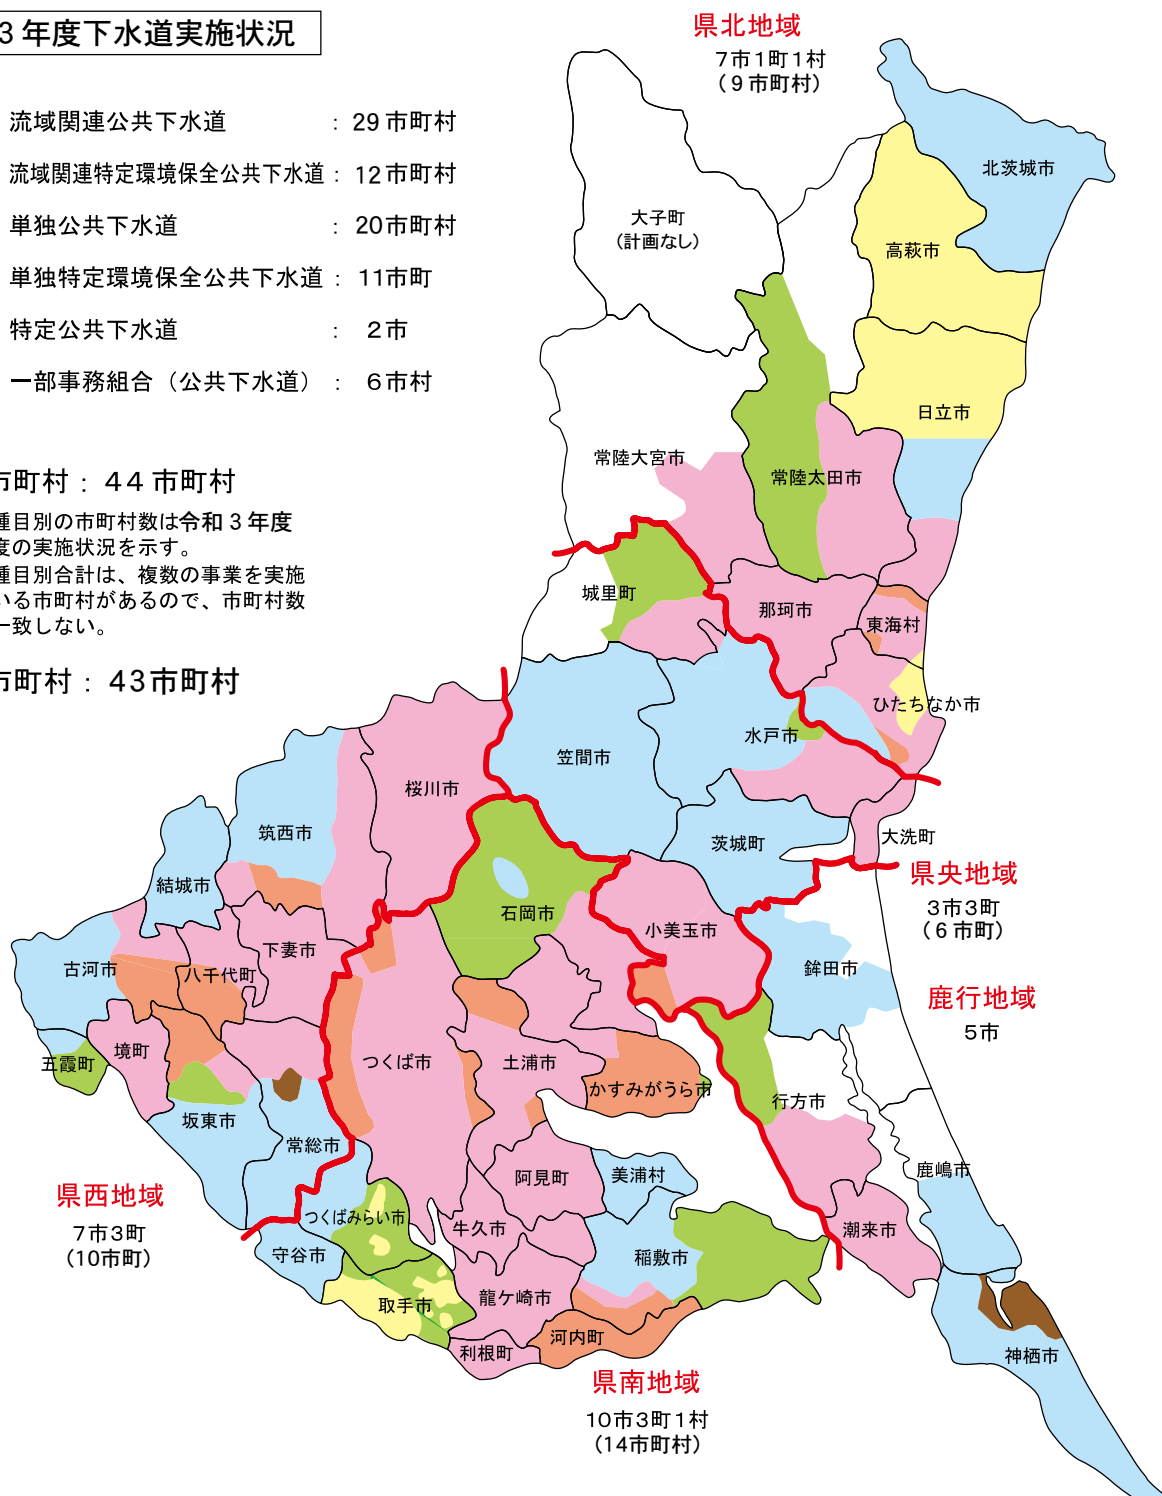 3年度下水道実施状況
流域関連公共下水道 : 29市町村
流域関連特定環境保全公共下水道 : 12市町村
単独公共下水道 : 20市町村
単独特定環境保全公共下水道 : 11市町
特定公共下水道 : 2市
一部事務組合（公共下水道） : 6市村
市町村 : 44市町村
種目別の市町村数は令和3年度
度の実施状況を示す。
種目別合計は、複数の事業を実施
いる市町村があるので、市町村数
一致しない。
市町村 : 43市町村
県北地域
7市1町1村
(9市町村)
北茨城市
大子町
(計画なし)
高萩市
日立市
常陸大宮市
常陸太田市
城里町
那珂市
東海村
ひたちなか市
水戸市
笠間市
桜川市
筑西市
茨城町
大洗町
結城市
県央地域
3市3町
(6市町)
石岡市
小美玉市
下妻市
古河市
八千代町
鉾田市
鹿行地域
5市
五霞町
境町
つくば市
土浦市
かすみがうら市
行方市
坂東市
常総市
鹿嶋市
阿見町
美浦村
県西地域
7市3町
(10市町)
つくばみらい市
牛久市
潮来市
守谷市
稲敷市
取手市
龍ケ崎市
河内町
利根町
神栖市
県南地域
10市3町1村
(14市町村)